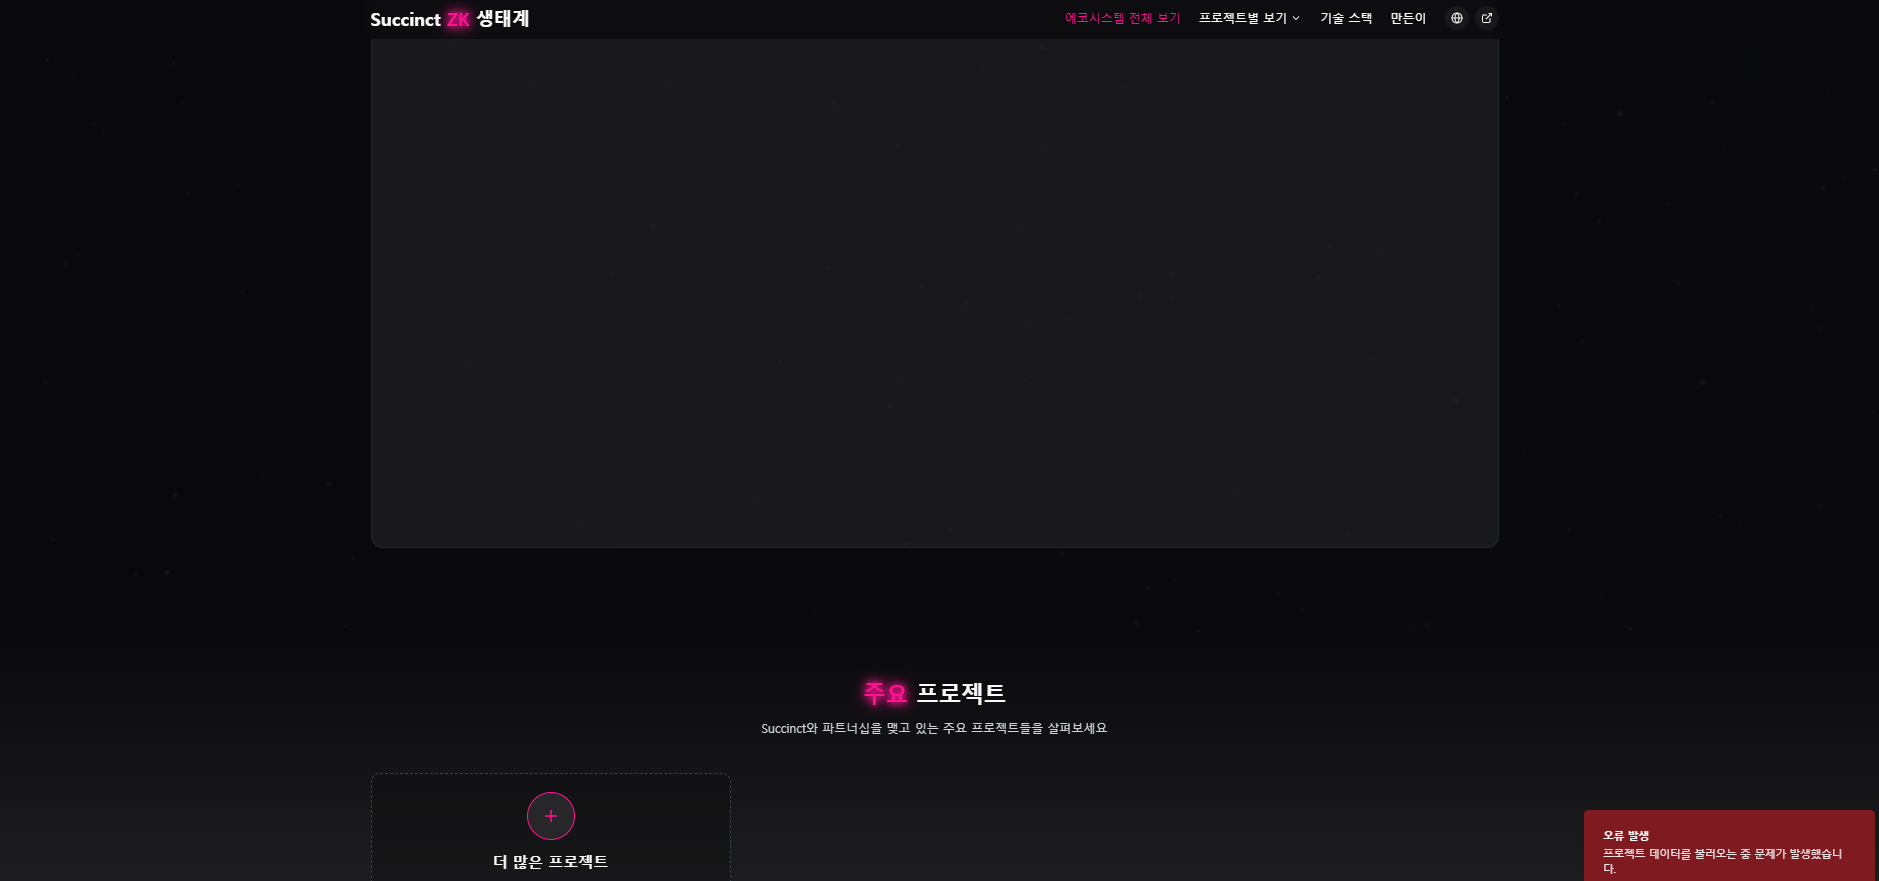 Succinct ZK 생태계
에코시스템 전체 보기 프로젝트별 보기 기술 스택 만든이
주요 프로젝트
Succinct와 파트너십을 맺고 있는 주요 프로젝트들을 살펴보세요
더 많은 프로젝트
오류 발생
프로젝트 데이터를 불러오는 중 문제가 발생했습니
다.